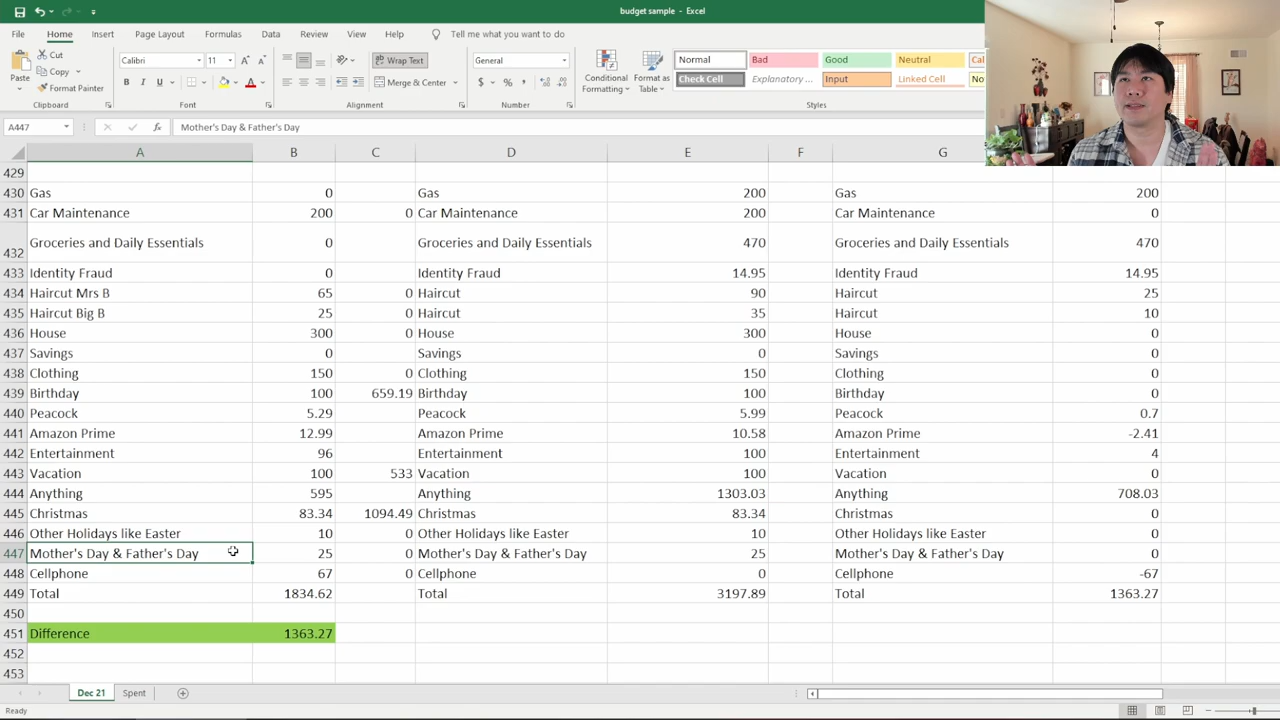 budget sample - Excel
File Home Insert Page Layout Formulas Data Review View Help Tell me what you want to do
Paste Cut Copy Format Painter Clipboard
Calibri 11 B I U A Font
Wrap Text Merge & Center Alignment
General $ % , Number
Conditional Formatting Format as Table
Normal Bad Good Neutral
Check Cell Explanatory ... Input Linked Cell
Styles
A447 fx Mother's Day & Father's Day
A B C D E F G
429
430 Gas 0 Gas 200 Gas 200
431 Car Maintenance 200 0 Car Maintenance 200 Car Maintenance 0
432 Groceries and Daily Essentials 0 Groceries and Daily Essentials 470 Groceries and Daily Essentials 470
433 Identity Fraud 0 Identity Fraud 14.95 Identity Fraud 14.95
434 Haircut Mrs B 65 0 Haircut 90 Haircut 25
435 Haircut Big B 25 0 Haircut 35 Haircut 10
436 House 300 0 House 300 House 0
437 Savings 0 0 Savings 0 Savings 0
438 Clothing 150 0 Clothing 150 Clothing 0
439 Birthday 100 659.19 Birthday 100 Birthday 0
440 Peacock 5.29 Peacock 5.99 Peacock 0.7
441 Amazon Prime 12.99 Amazon Prime 10.58 Amazon Prime -2.41
442 Entertainment 96 Entertainment 100 Entertainment 4
443 Vacation 100 533 Vacation 100 Vacation 0
444 Anything 595 Anything 1303.03 Anything 708.03
445 Christmas 83.34 1094.49 Christmas 83.34 Christmas 0
446 Other Holidays like Easter 10 0 Other Holidays like Easter 10 Other Holidays like Easter 0
447 Mother's Day & Father's Day 25 0 Mother's Day & Father's Day 25 Mother's Day & Father's Day 0
448 Cellphone 67 0 Cellphone 0 Cellphone -67
449 Total 1834.62 Total 3197.89 Total 1363.27
450
451 Difference 1363.27
452
453
Dec 21 Spent
Ready